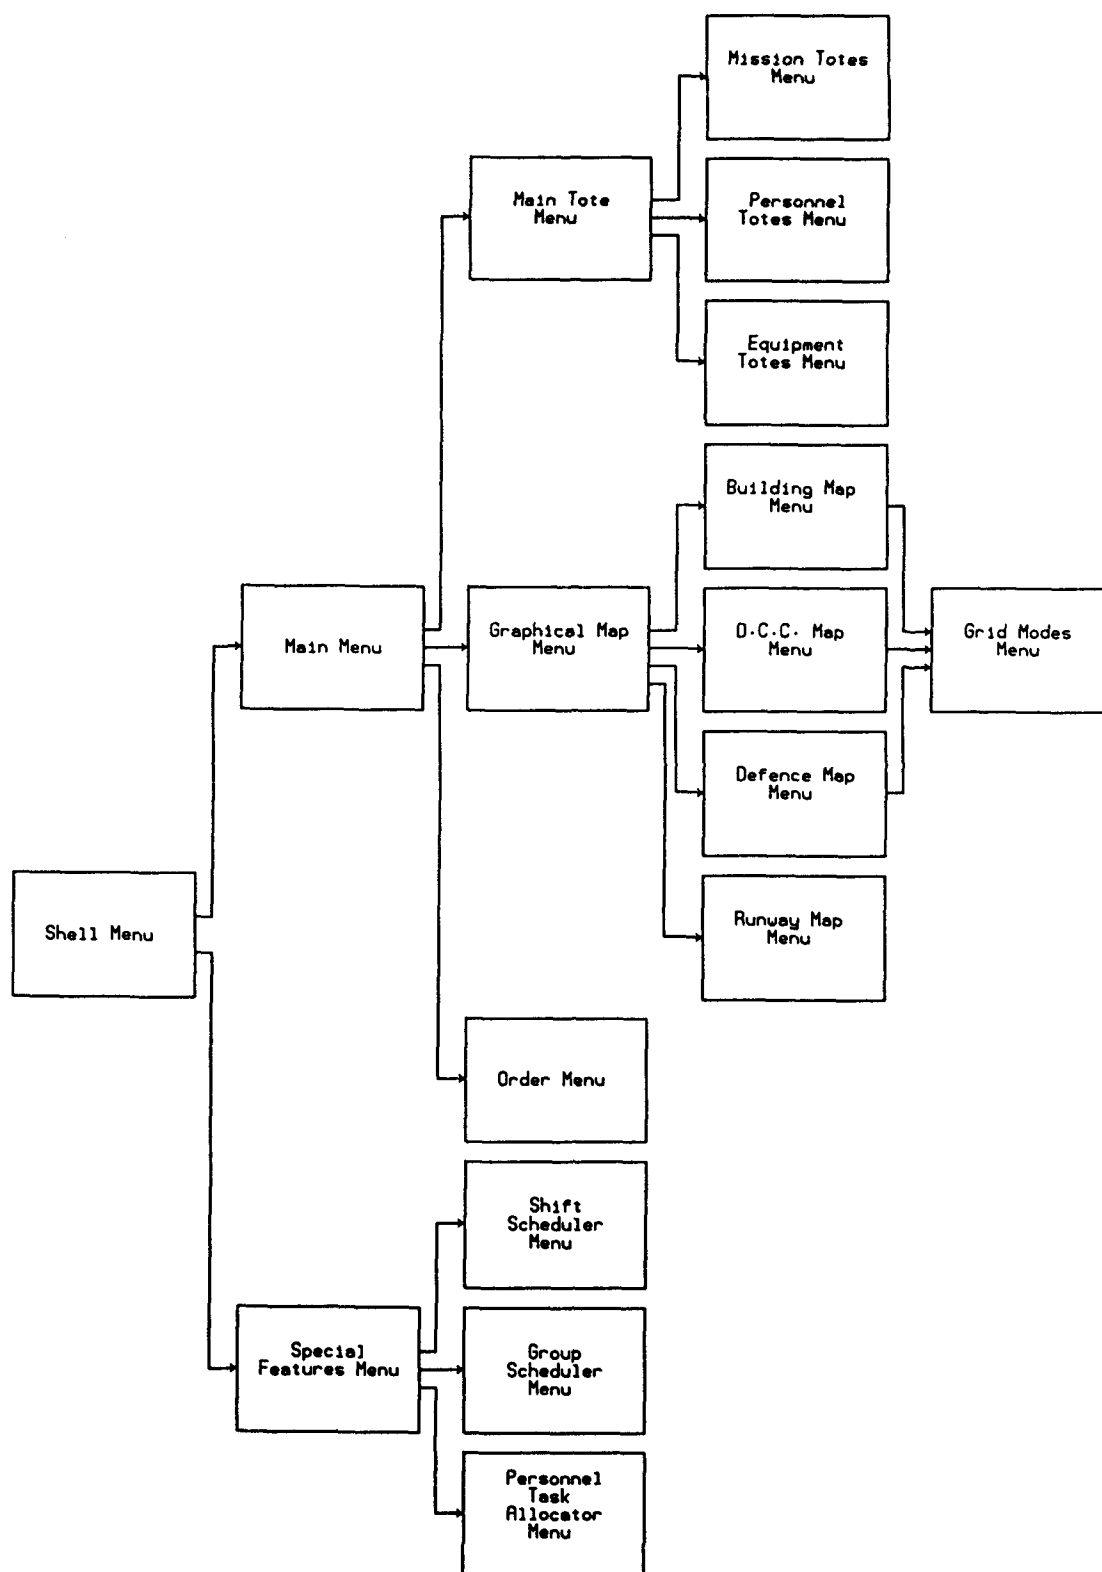 Mission Totes
Menu
Main Tote
Menu
Personnel
Totes Menu
Equipment
Totes Menu
Building Map
Menu
Main Menu
Graphical Map
Menu
D.C.C. Map
Menu
Grid Modes
Menu
Defence Map
Menu
Shell Menu
Runway Map
Menu
Order Menu
Shift
Scheduler
Menu
Special
Features Menu
Group
Scheduler
Menu
Personnel
Task
Allocator
Menu